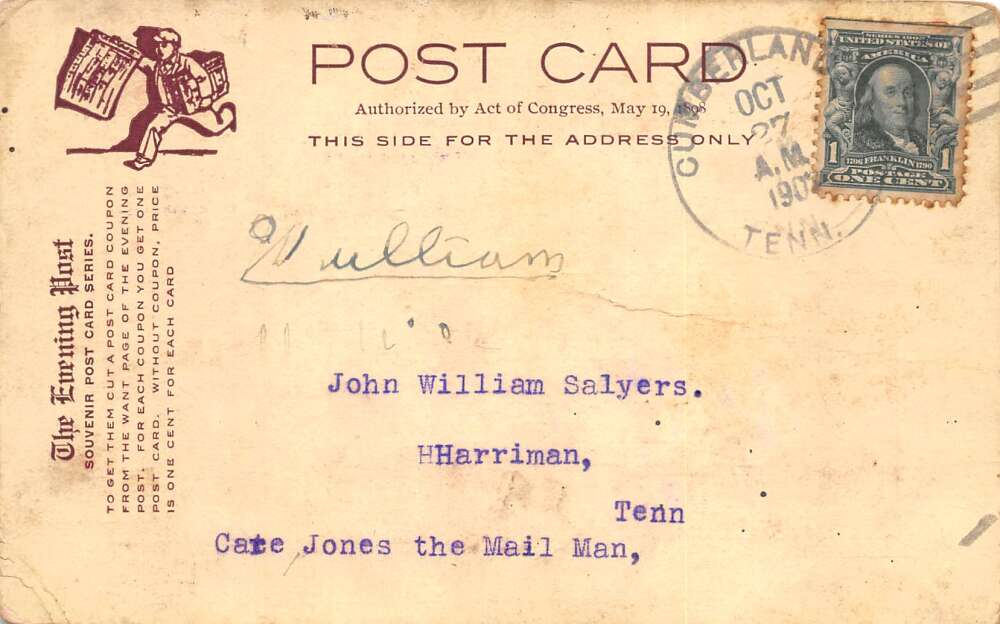 POST CARD
Authorized by Act of Congress, May 19, 1898
THIS SIDE FOR THE ADDRESS ONLY
CUMBERLAND
OCT
27
A.M.
190
TENN.
SERIES 1902
UNITED STATES OF
AMERICA
1706 FRANKLIN 1790
1 POSTAGE 1
ONE CENT
The Evening Post
SOUVENIR POST CARD SERIES.
TO GET THEM CUT A POST CARD COUPON
FROM THE WANT PAGE OF THE EVENING
POST. FOR EACH COUPON YOU GET ONE
POST CARD. WITHOUT COUPON, PRICE
IS ONE CENT FOR EACH CARD
William
John William Salyers.
HHarriman,
Tenn
Care Jones the Mail Man,